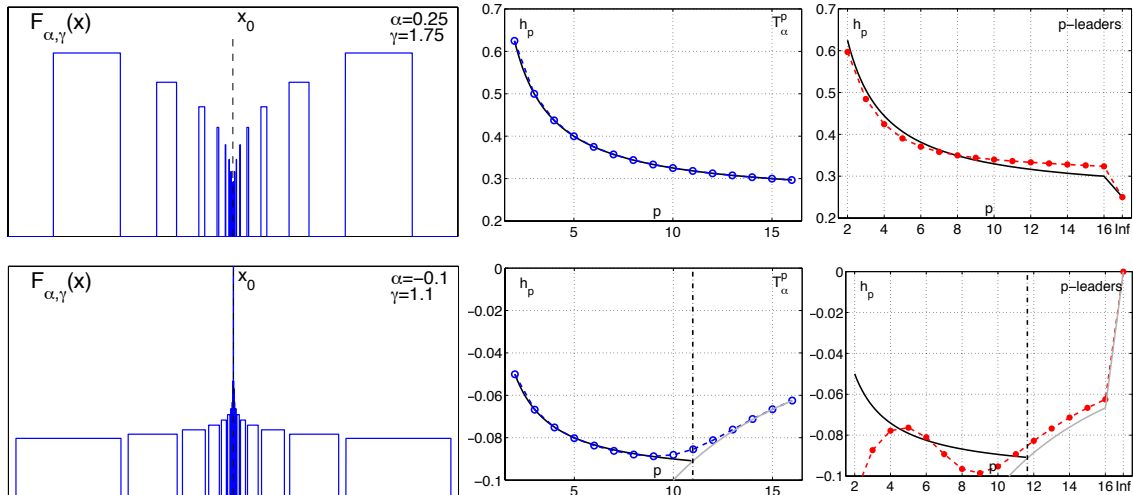 F_{α,γ}(x)
x_0
α=0.25
γ=1.75
0.7
0.6
0.5
0.4
0.3
0.2
h_p
T_α^p
p
5
10
15
0.7
0.6
0.5
0.4
0.3
0.2
h_p
p-leaders
p
2 4 6 8 10 12 14 16 Inf
F_{α,γ}(x)
x_0
α=−0.1
γ=1.1
0
−0.02
−0.04
−0.06
−0.08
−0.1
h_p
T_α^p
p
5
10
15
0
−0.02
−0.04
−0.06
−0.08
−0.1
h_p
p-leaders
p
2 4 6 8 10 12 14 16 Inf